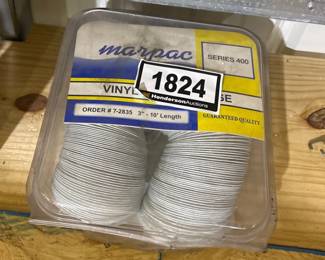 marpac
SERIES 400
1824
HendersonAuctions
VINYL SE
ORDER # 7-2835 3" - 10' Length
GUARANTEED QUALITY